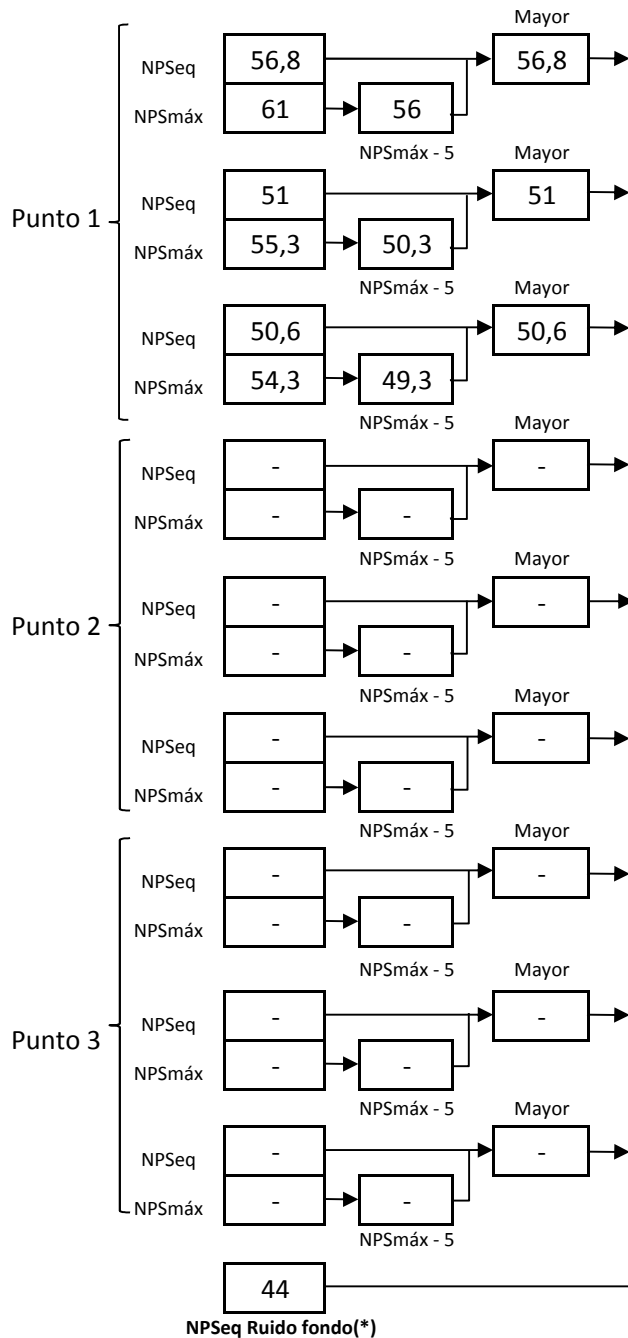 Mayor
NPSeq 56,8 56,8
NPSmáx 61 56
NPSmáx - 5
Mayor
Punto 1
NPSeq 51 51
NPSmáx 55,3 50,3
NPSmáx - 5
Mayor
NPSeq 50,6 50,6
NPSmáx 54,3 49,3
NPSmáx - 5
Mayor
NPSeq - -
NPSmáx - -
NPSmáx - 5
Mayor
Punto 2
NPSeq - -
NPSmáx - -
NPSmáx - 5
Mayor
NPSeq - -
NPSmáx - -
NPSmáx - 5
Mayor
NPSeq - -
NPSmáx - -
NPSmáx - 5
Mayor
Punto 3
NPSeq - -
NPSmáx - -
NPSmáx - 5
Mayor
NPSeq - -
NPSmáx - -
NPSmáx - 5
44
NPSeq Ruido fondo(*)